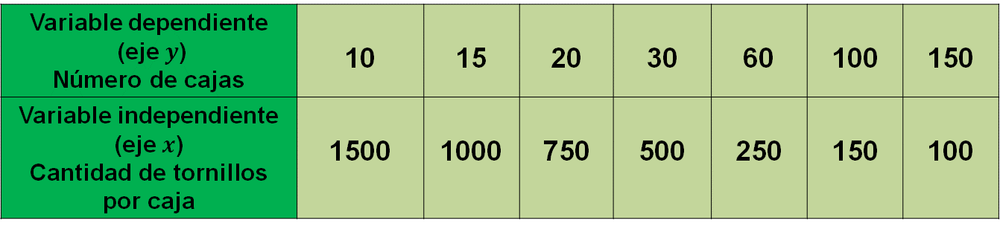 Variable dependiente
(eje y)
Número de cajas
10 15 20 30 60 100 150
Variable independiente
(eje x)
Cantidad de tornillos
por caja
1500 1000 750 500 250 150 100